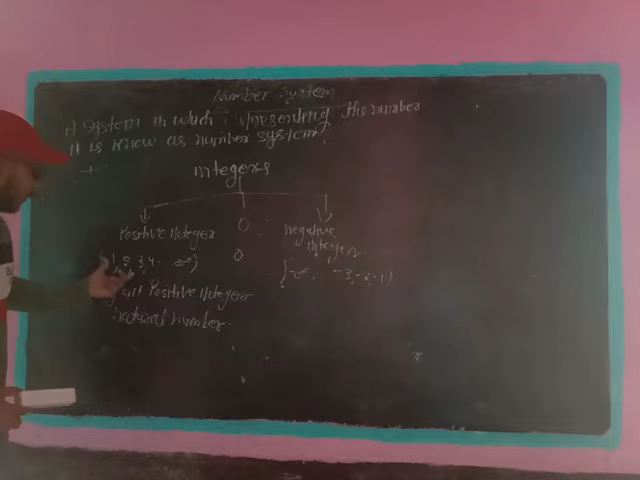 Number System
A System in which representing the number
it is know as number system.
Integers
Positive Integer
0
negative
integer
1, 2, 3, 4. ∞)
0
-∞, -3, -2, -1)
all Positive Integer
natural number.